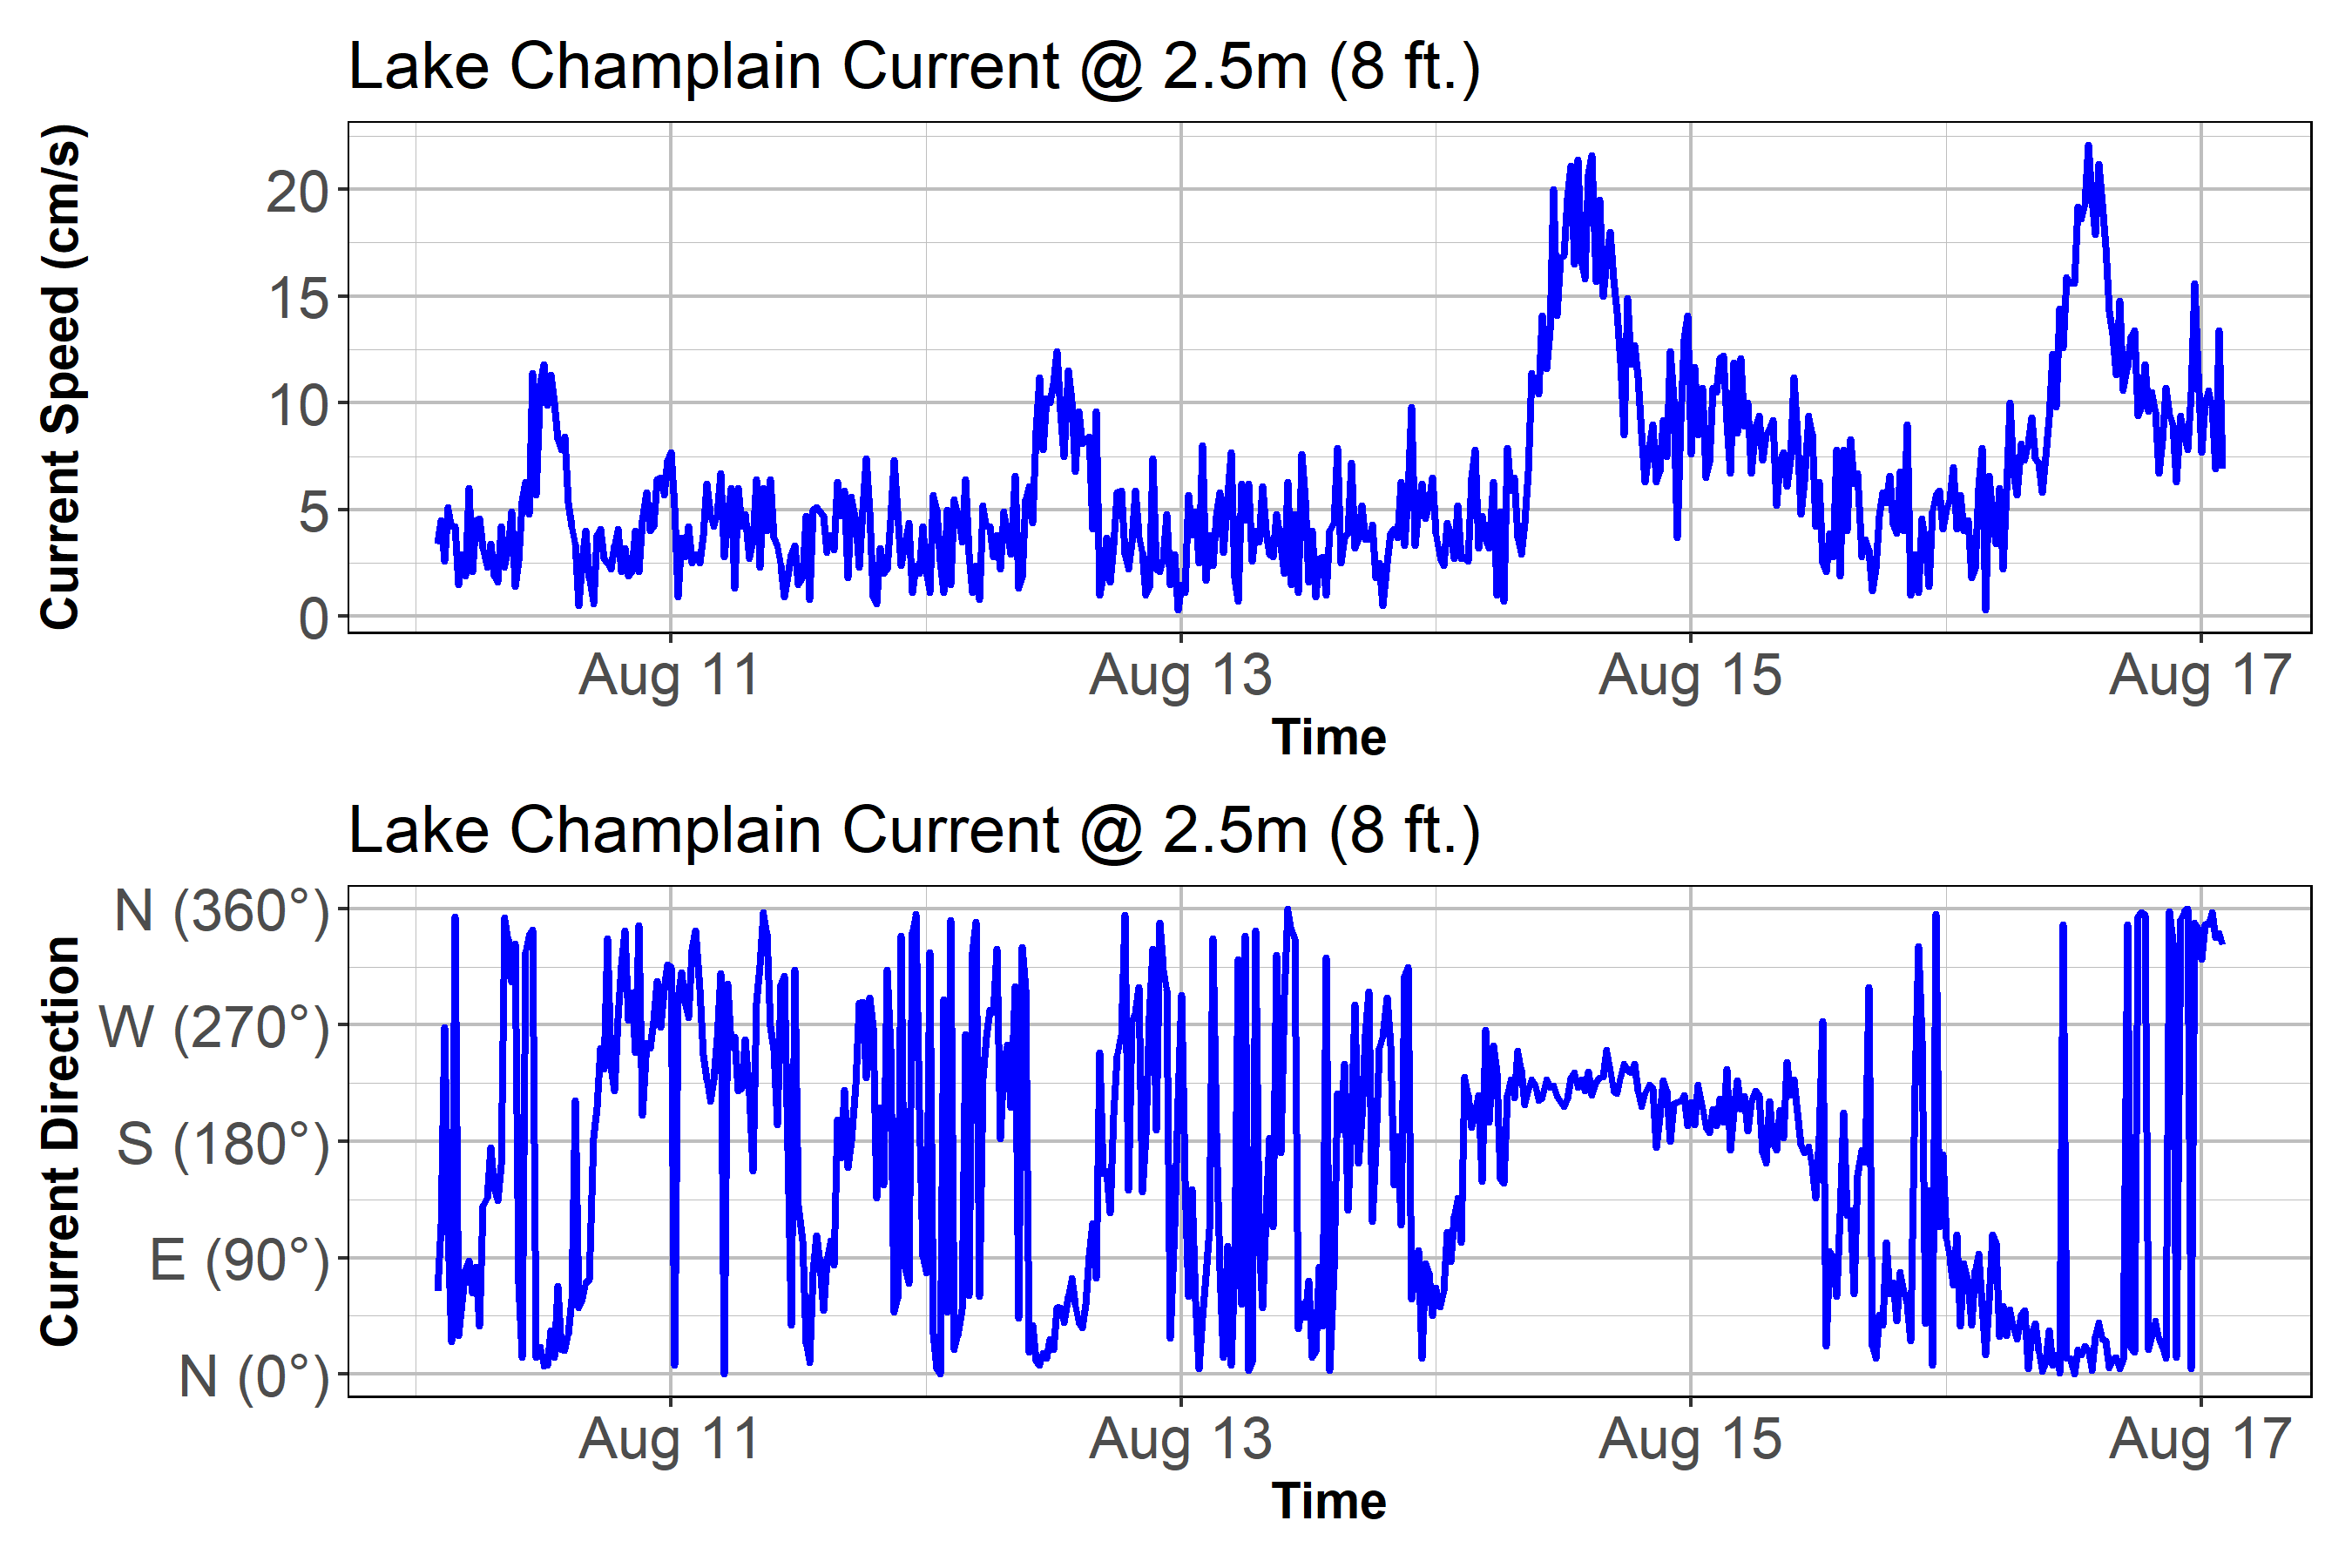 Lake Champlain Current @ 2.5m (8 ft.)
Current Speed (cm/s)
20
15
10
5
0
Aug 11 Aug 13 Aug 15 Aug 17
Time
Lake Champlain Current @ 2.5m (8 ft.)
Current Direction
N (360°)
W (270°)
S (180°)
E (90°)
N (0°)
Aug 11 Aug 13 Aug 15 Aug 17
Time